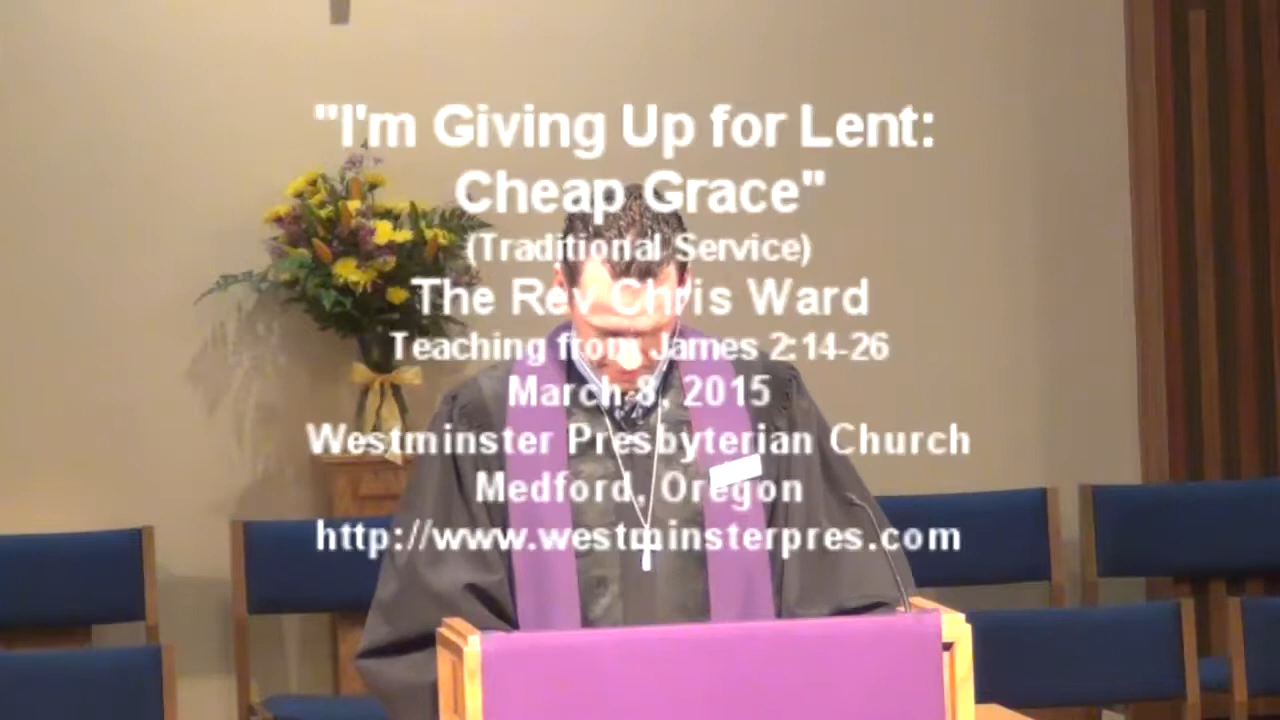 "I'm Giving Up for Lent:
Cheap Grace"
(Traditional Service)
The Rev Chris Ward
Teaching from James 2:14-26
March 8, 2015
Westminster Presbyterian Church
Medford, Oregon
http://www.westminsterpres.com